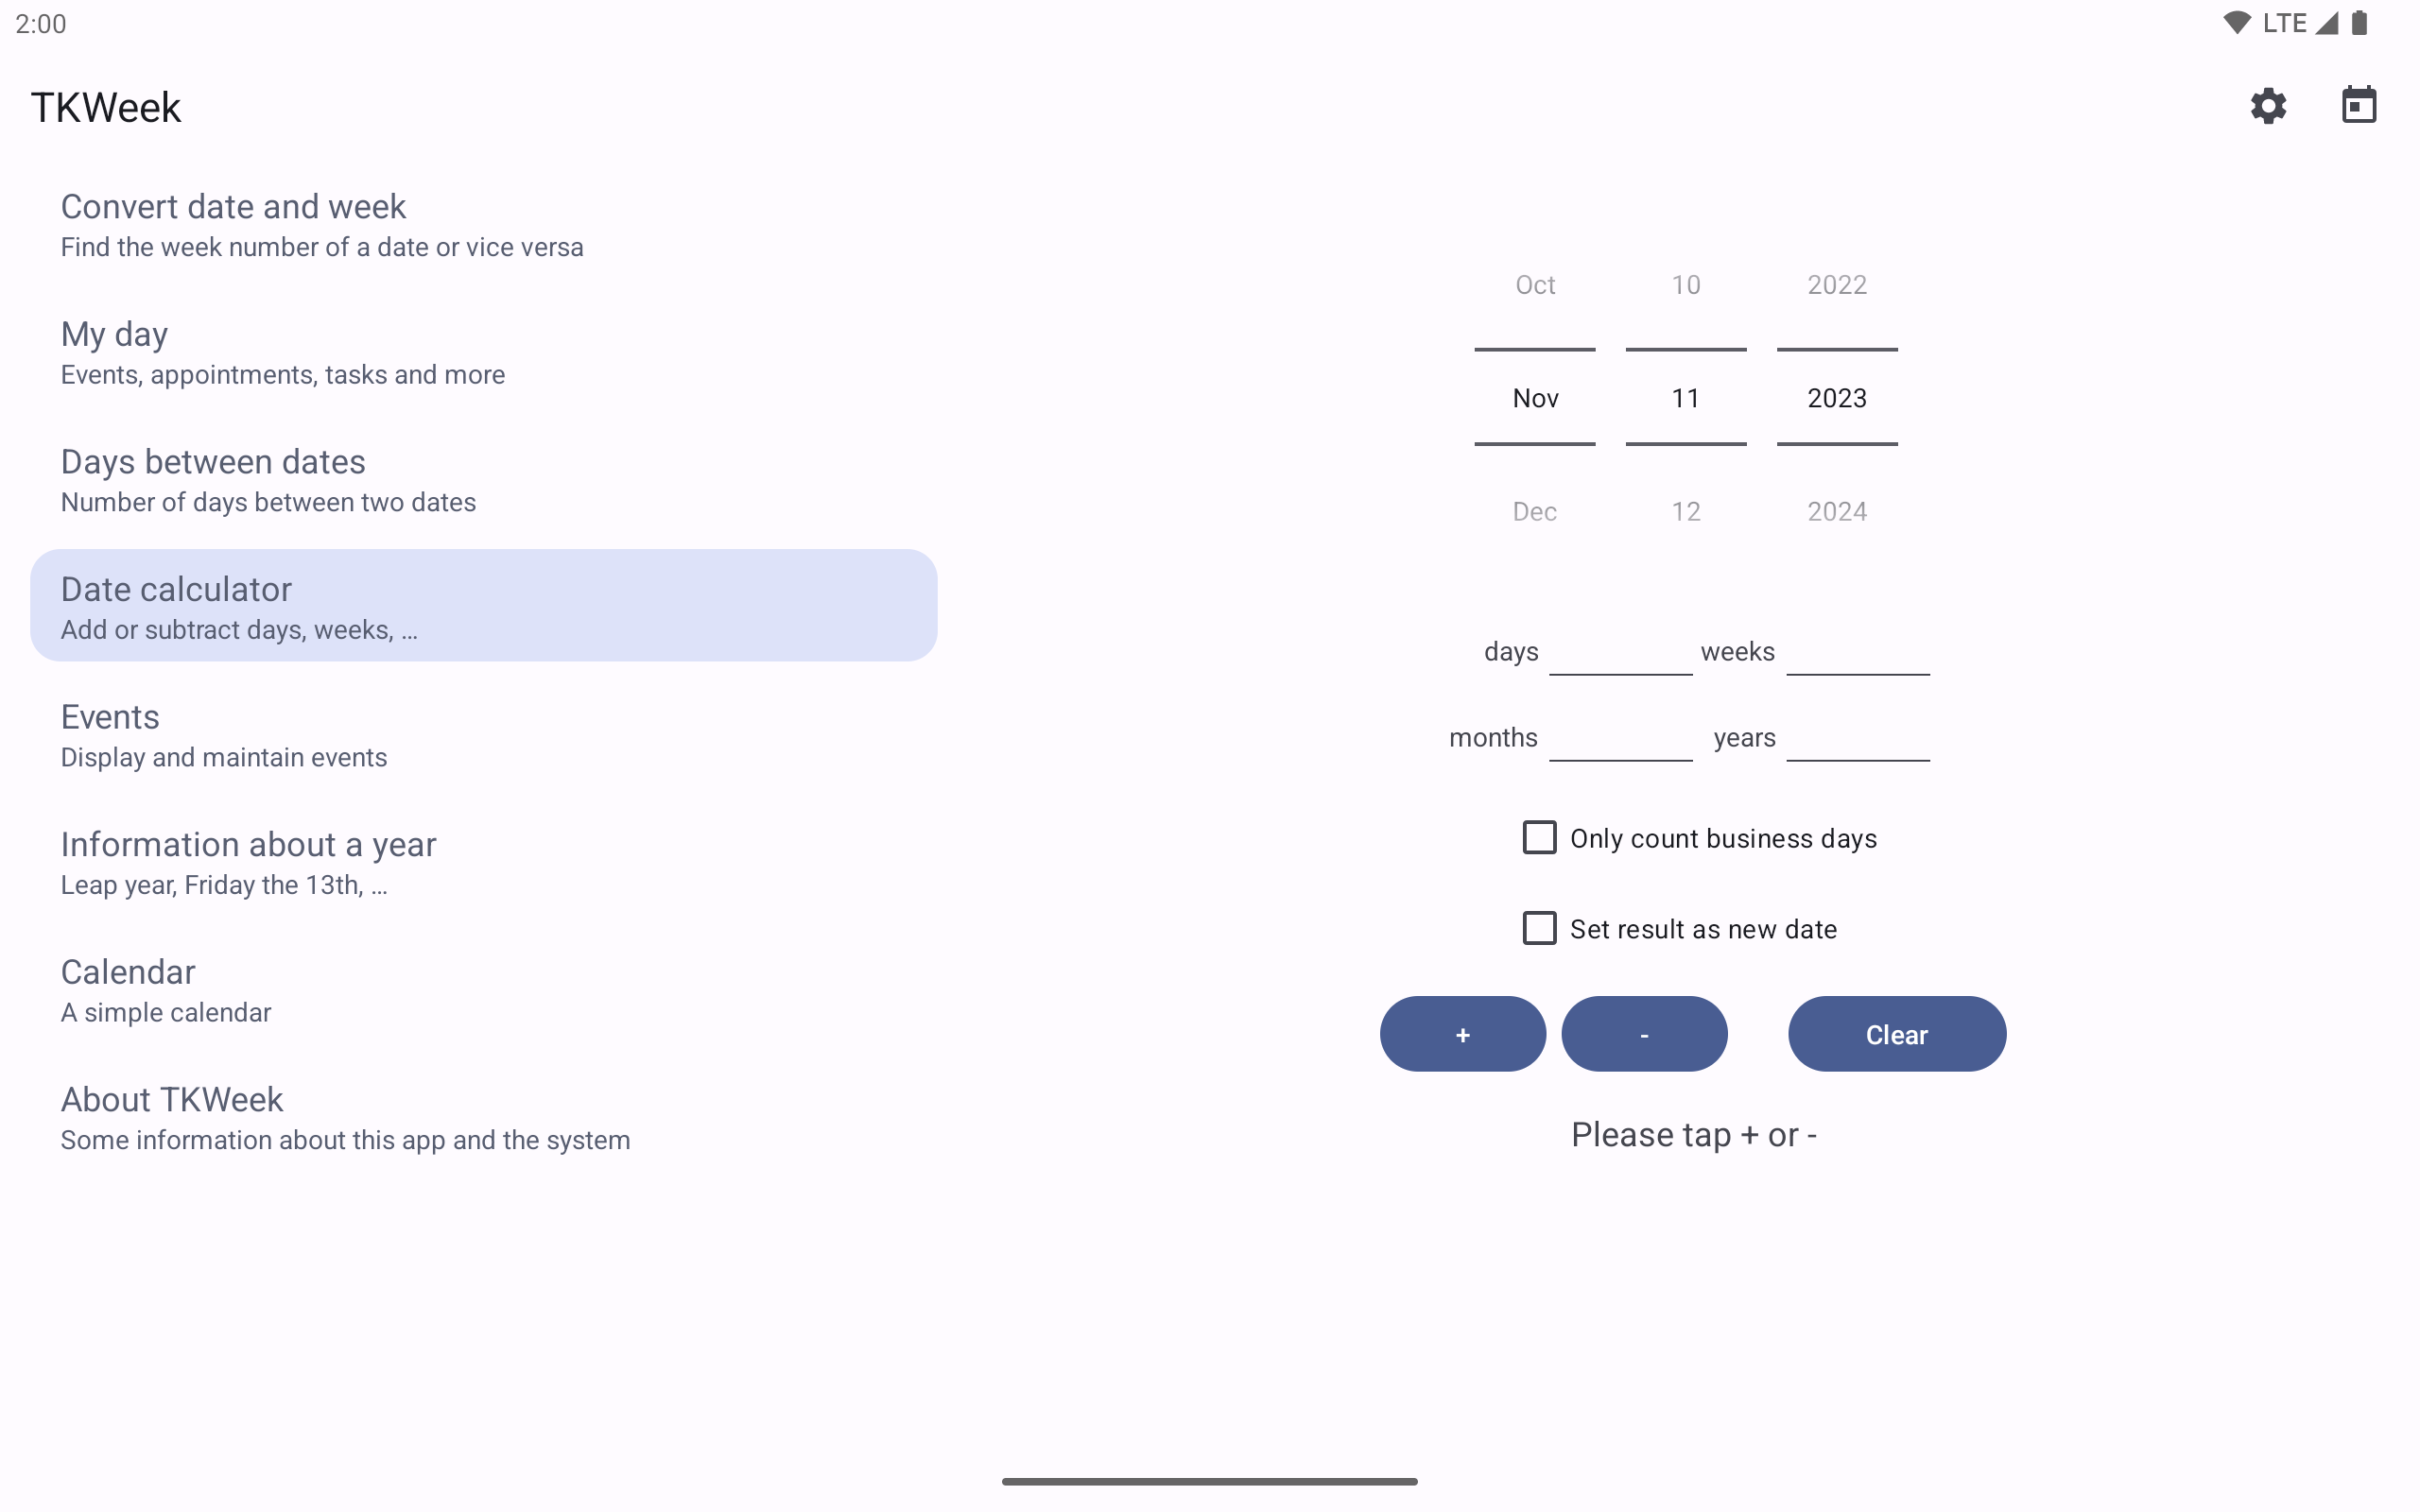 2:00
LTE
TKWeek
Convert date and week
Find the week number of a date or vice versa
My day
Events, appointments, tasks and more
Days between dates
Number of days between two dates
Date calculator
Add or subtract days, weeks, …
Events
Display and maintain events
Information about a year
Leap year, Friday the 13th, …
Calendar
A simple calendar
About TKWeek
Some information about this app and the system
Oct 10 2022
Nov 11 2023
Dec 12 2024
days weeks
months years
Only count business days
Set result as new date
+ - Clear
Please tap + or -